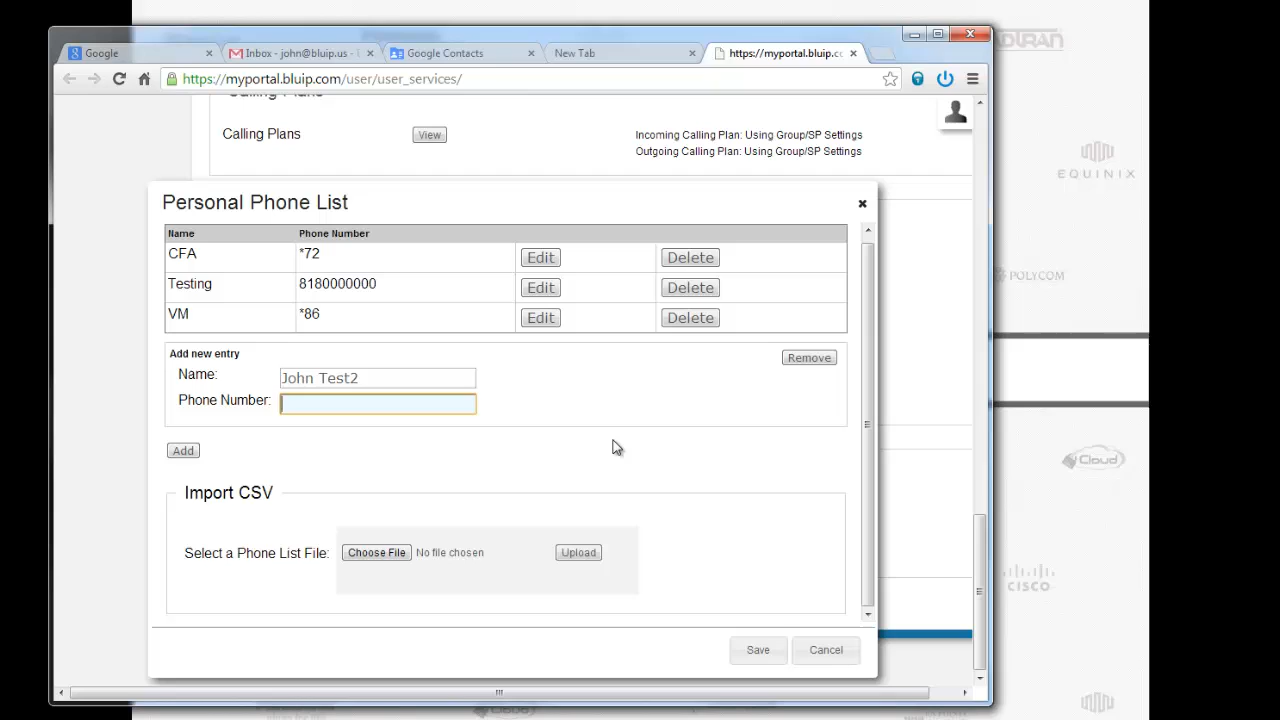 Google
Inbox - john@bluip.us -
Google Contacts
New Tab
https://myportal.bluip.cc
https://myportal.bluip.com/user/user_services/
Calling Plans
Calling Plans
View
Incoming Calling Plan: Using Group/SP Settings
Outgoing Calling Plan: Using Group/SP Settings
EQUINIX
Personal Phone List
Name Phone Number
CFA *72 Edit Delete
Testing 8180000000 Edit Delete
VM *86 Edit Delete
POLYCOM
Add new entry
Remove
Name: John Test2
Phone Number:
Add
Cloud
Import CSV
Select a Phone List File: Choose File No file chosen Upload
CISCO
Save Cancel